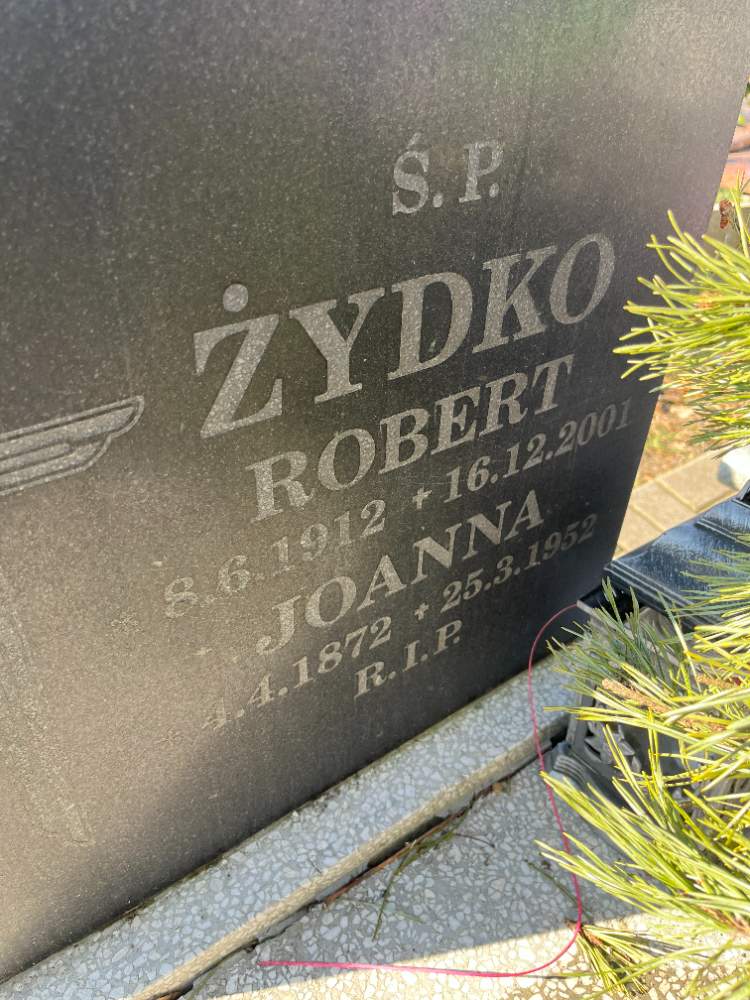 Ś. P.
ŻYDKO
ROBERT
* 8.6.1912 + 16.12.2001
JOANNA
* 4.4.1872 + 25.3.1952
R. I. P.